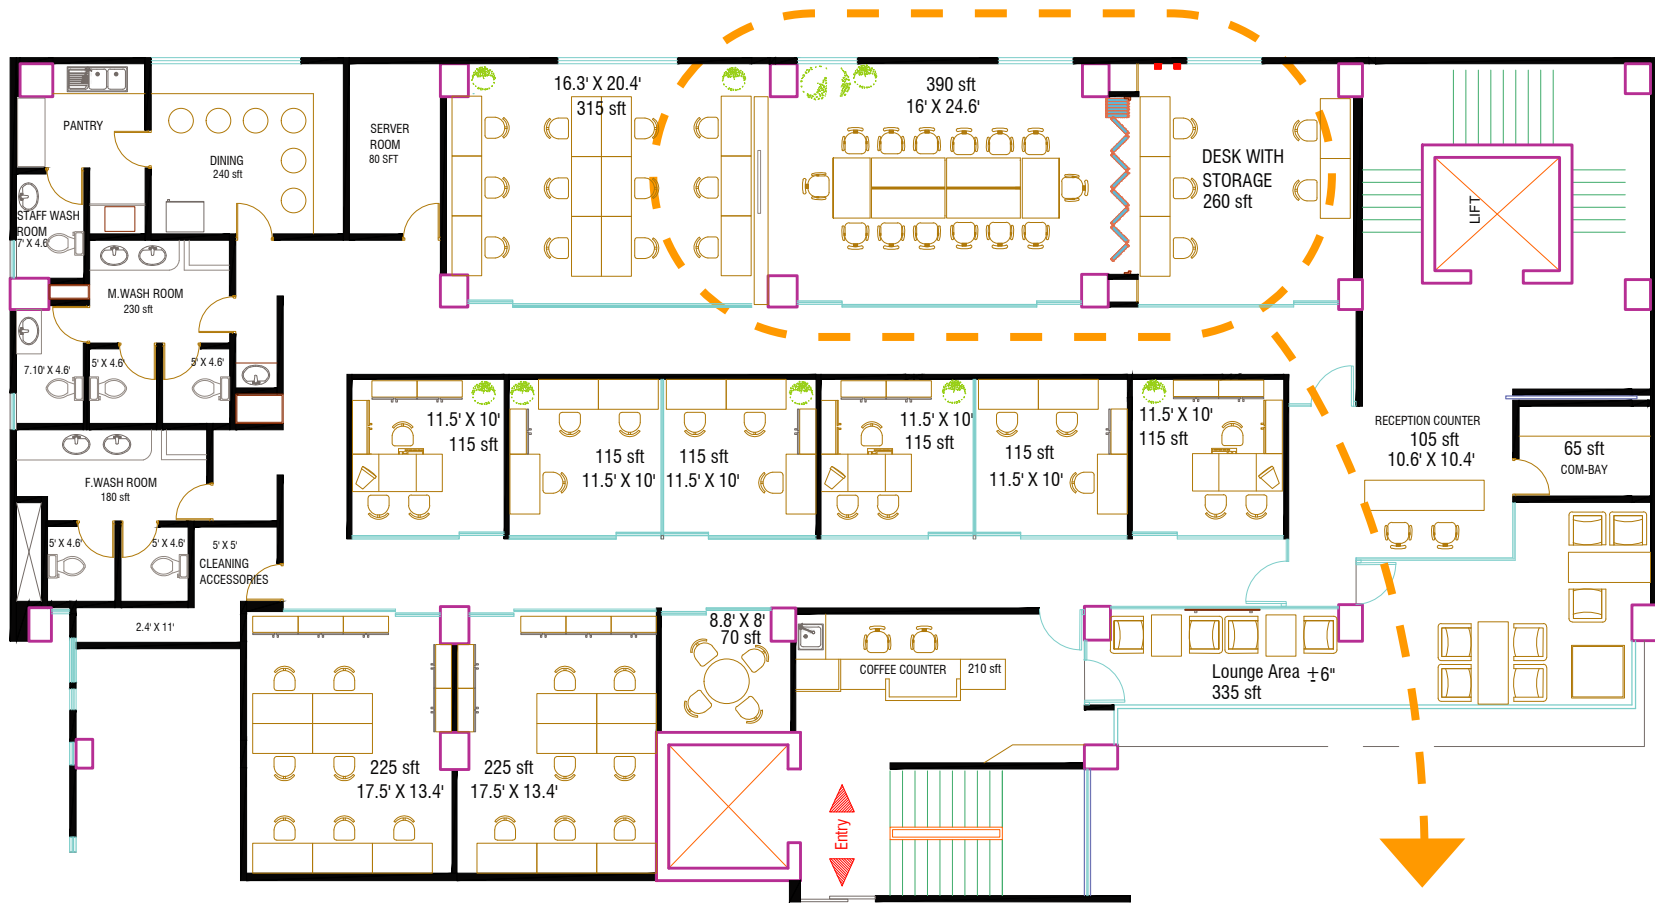 16.3' X 20.4'
315 sft
390 sft
16' X 24.6'
PANTRY
SERVER
ROOM
80 SFT
DINING
240 sft
DESK WITH
STORAGE
260 sft
LIFT
STAFF WASH
ROOM
7' X 4.6'
M.WASH ROOM
230 sft
7.10' X 4.6'
5' X 4.6'
5' X 4.6'
11.5' X 10'
115 sft
115 sft
11.5' X 10'
115 sft
11.5' X 10'
11.5' X 10'
115 sft
115 sft
11.5' X 10'
11.5' X 10'
115 sft
RECEPTION COUNTER
105 sft
10.6' X 10.4'
65 sft
COM-BAY
F.WASH ROOM
180 sft
5' X 4.6'
5' X 4.6'
5' X 5'
CLEANING
ACCESSORIES
2.4' X 11'
8.8' X 8'
70 sft
COFFEE COUNTER
210 sft
Lounge Area ±6"
335 sft
225 sft
17.5' X 13.4'
225 sft
17.5' X 13.4'
Entry